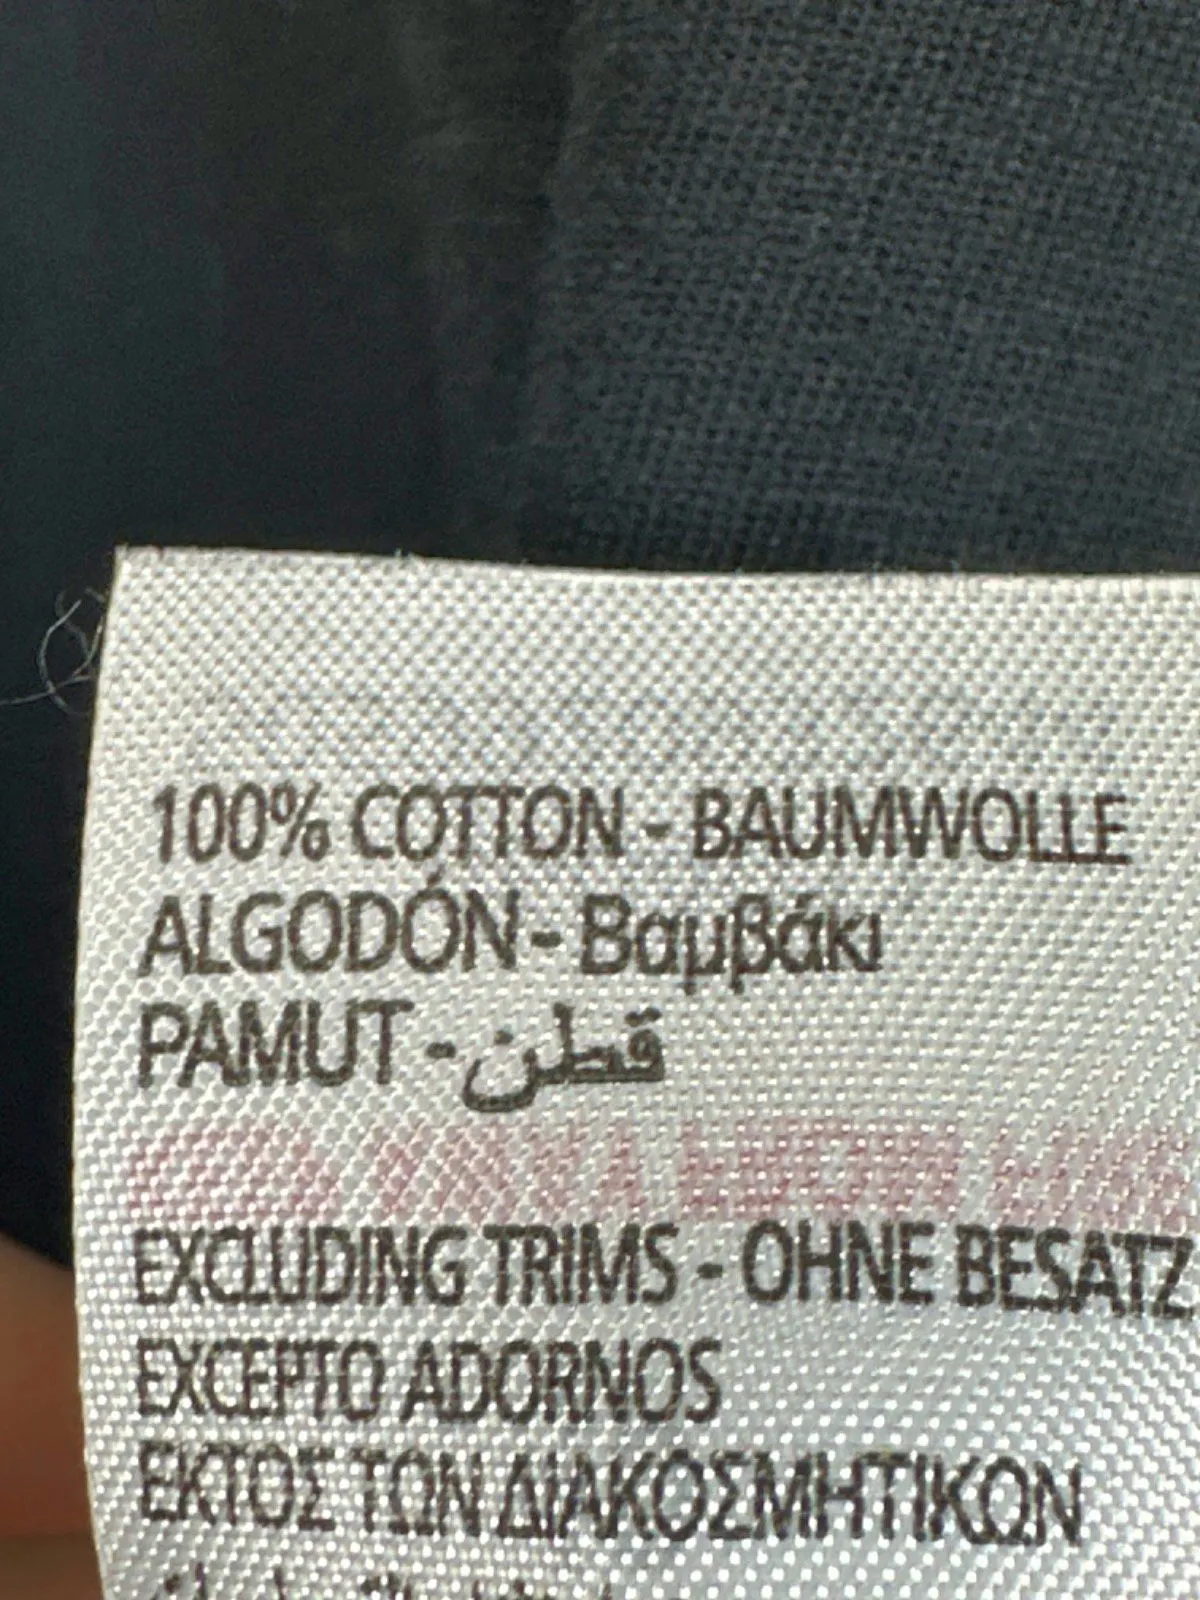 100% COTTON - BAUMWOLLE
ALGODÓN - Βαμβάκι
PAMUT - قطن
EXCLUDING TRIMS - OHNE BESATZ
EXCEPTO ADORNOS
ΕΚΤΟΣ ΤΩΝ ΔΙΑΚΟΣΜΗΤΙΚΩΝ